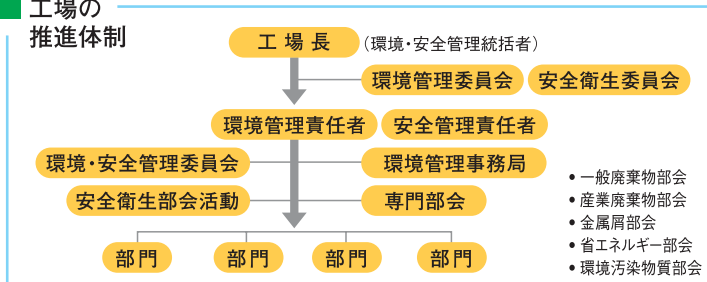 工場の
推進体制
工場長
（環境・安全管理統括者）
環境管理委員会
安全衛生委員会
環境管理責任者
安全管理責任者
環境・安全管理委員会
環境管理事務局
安全衛生部会活動
専門部会
• 一般廃棄物部会
• 産業廃棄物部会
• 金属屑部会
• 省エネルギー部会
• 環境汚染物質部会
部門
部門
部門
部門